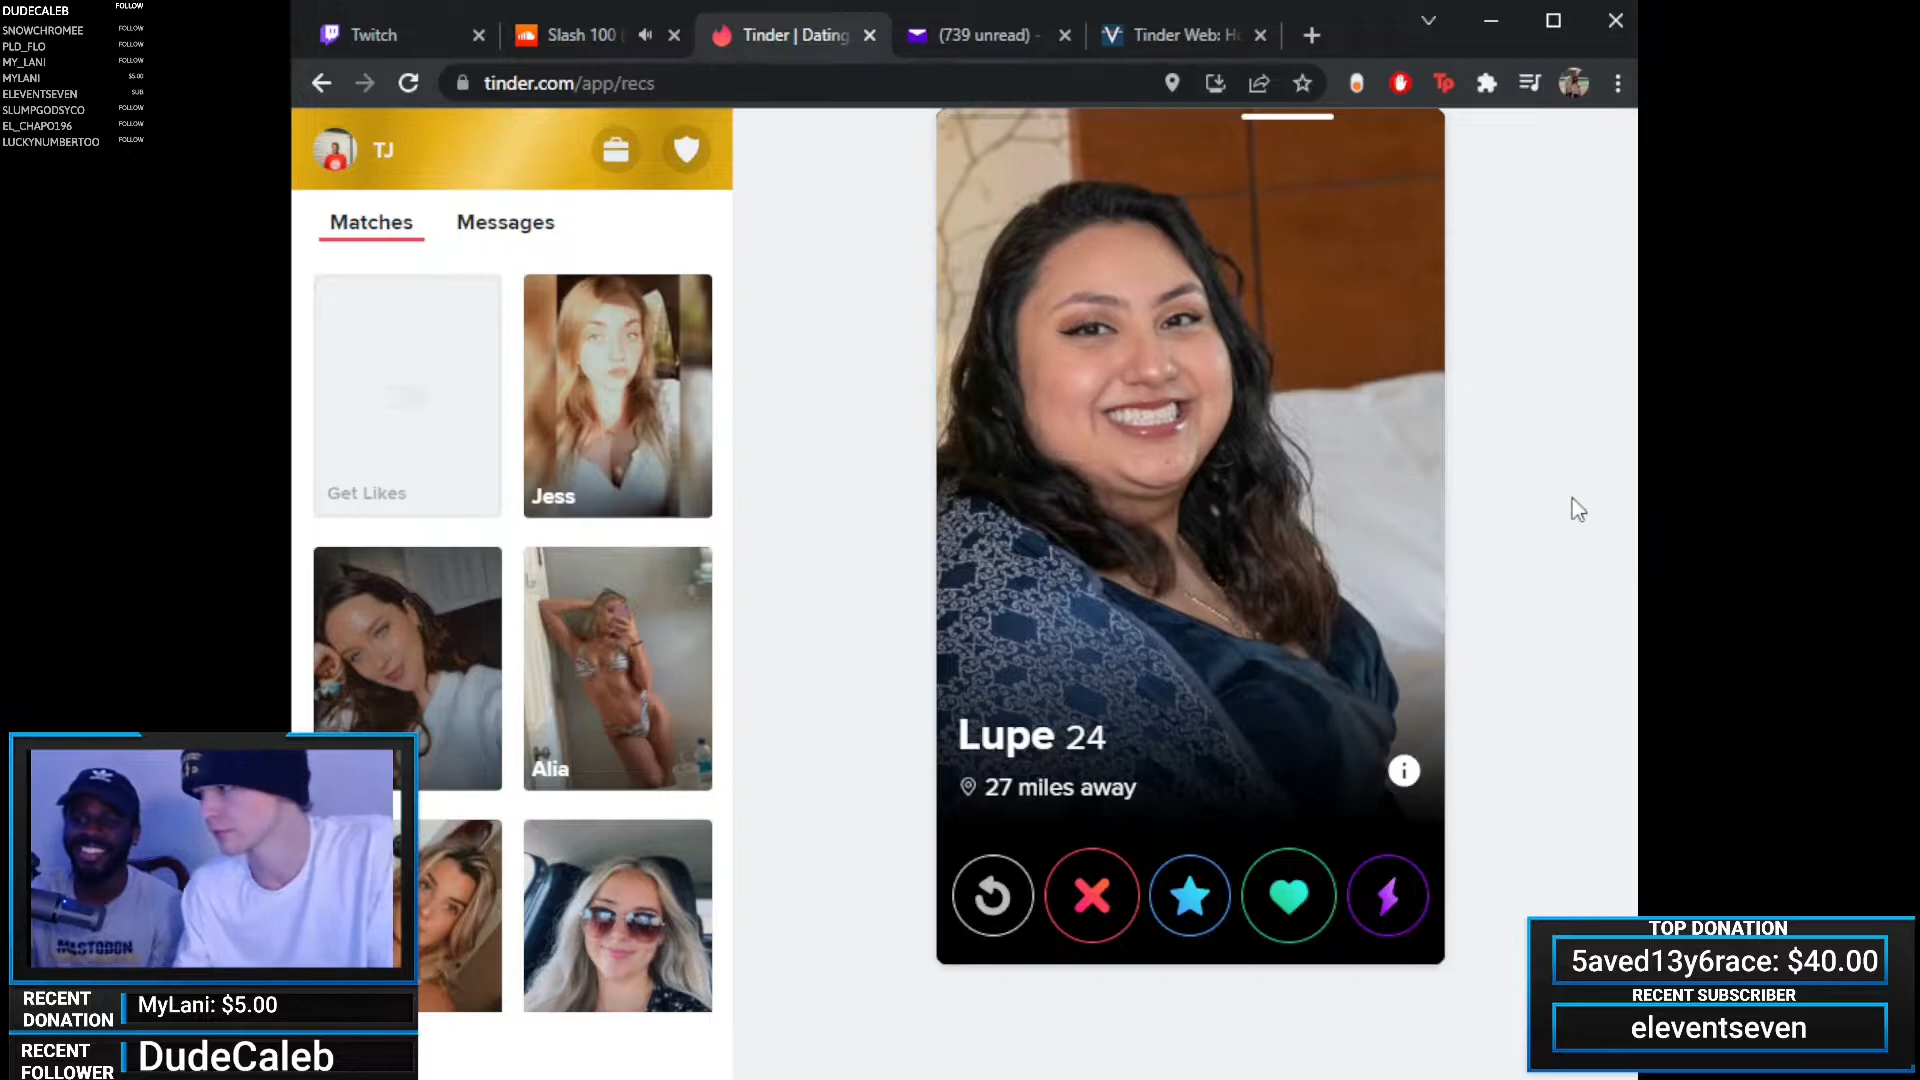 DUDECALEB FOLLOW
SNOWCHROMEE FOLLOW
PLD_FLO FOLLOW
MY_LANI FOLLOW
MYLANI $5.00
ELEVENTSEVEN SUB
SLUMPGODSYCO FOLLOW
EL_CHAPO196 FOLLOW
LUCKYNUMBERTOO FOLLOW
Twitch
Slash 100
Tinder | Dating
(739 unread) -
Tinder Web: H
tinder.com/app/recs
Tp
TJ
Matches Messages
Get Likes
Jess
Alia
Lupe 24
27 miles away
MASTODON
RECENT DONATION
MyLani: $5.00
RECENT FOLLOWER
DudeCaleb
TOP DONATION
5aved13y6race: $40.00
RECENT SUBSCRIBER
eleventseven